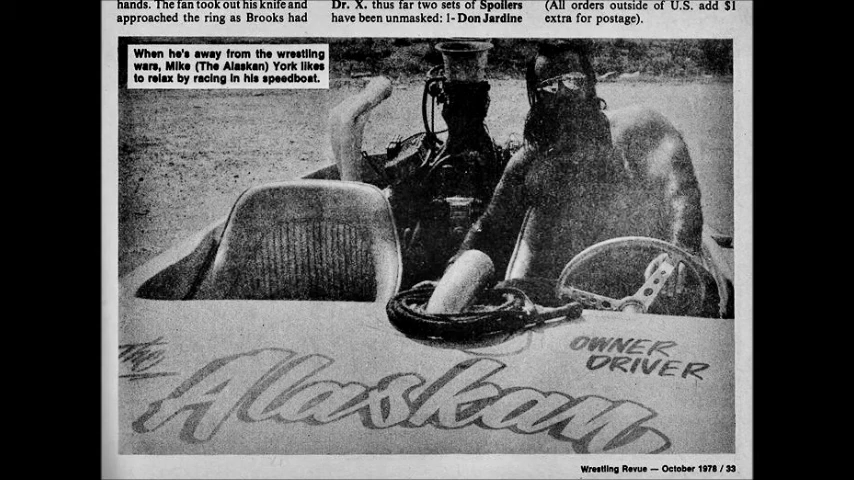 hands. The fan took out his knife and
approached the ring as Brooks had
Dr. X. thus far two sets of Spoilers
have been unmasked: 1- Don Jardine
(All orders outside of U.S. add $1
extra for postage).
When he's away from the wrestling
wars, Mike (The Alaskan) York likes
to relax by racing in his speedboat.
OWNER
DRIVER
The
Alaskan
Wrestling Revue — October 1978 / 33